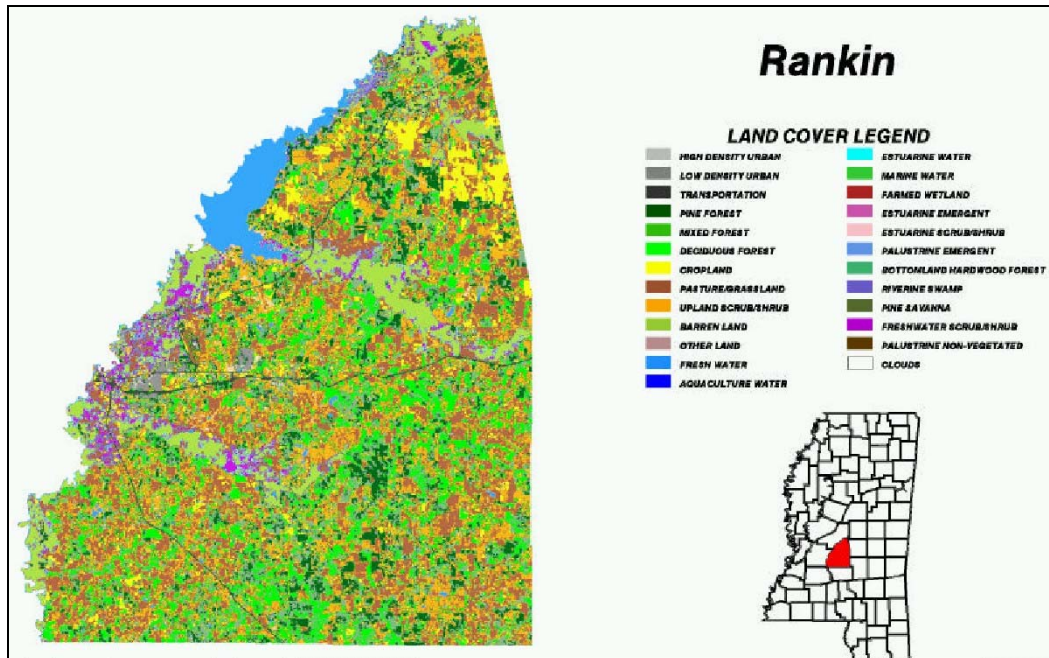 Rankin
LAND COVER LEGEND
HIGH DENSITY URBAN
LOW DENSITY URBAN
TRANSPORTATION
PINE FOREST
MIXED FOREST
DECIDUOUS FOREST
CROPLAND
PASTURE/GRASSLAND
UPLAND SCRUB/SHRUB
BARREN LAND
OTHER LAND
FRESH WATER
AQUACULTURE WATER
ESTUARINE WATER
MARINE WATER
FARMED WETLAND
ESTUARINE EMERGENT
ESTUARINE SCRUB/SHRUB
PALUSTRINE EMERGENT
BOTTOMLAND HARDWOOD FOREST
RIVERINE SWAMP
PINE SAVANNA
FRESHWATER SCRUB/SHRUB
PALUSTRINE NON-VEGETATED
CLOUDS